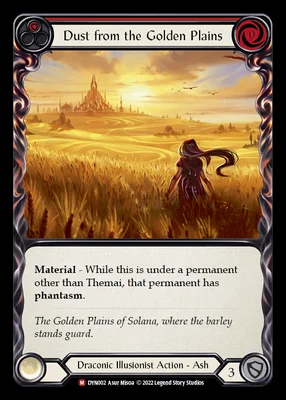 Dust from the Golden Plains
Material - While this is under a permanent
other than Themai, that permanent has
phantasm.
The Golden Plains of Solana, where the barley
stands guard.
Draconic Illusionist Action - Ash
3
M DYN002 Asur Misoa © 2022 Legend Story Studios